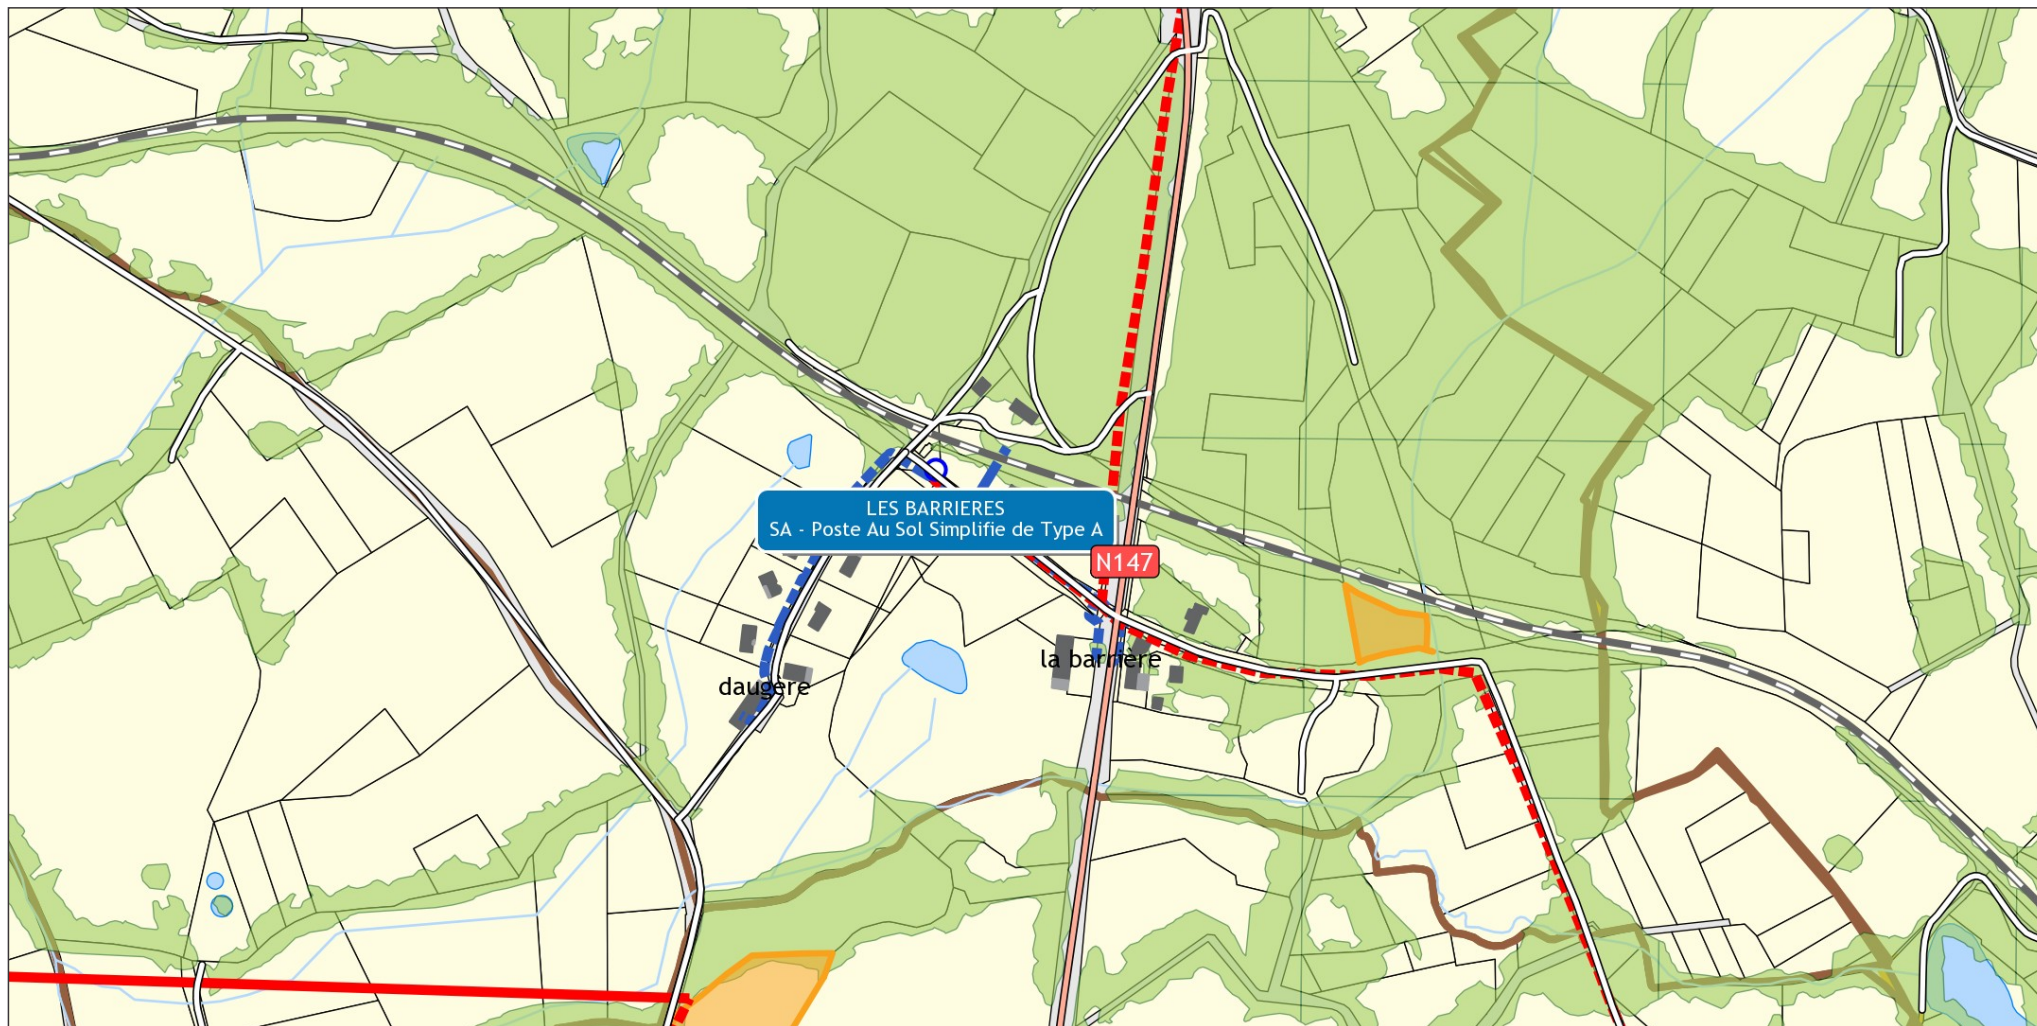 LES BARRIERES
SA - Poste Au Sol Simplifie de Type A
N147
la barrière
daugère